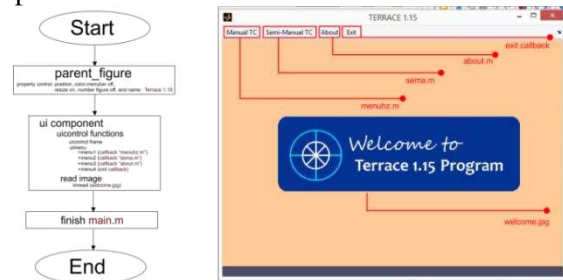 Start
parent_figure
property control: position, color, menubar off,
resize on, number figure off, and name : Terrace 1.15
ui component
uicontrol functions
uicontrol frame
uimenu
+menu1 (callback "menuhz.m")
+menu2 (callback "sema.m")
+menu3 (callback "about.m")
+menu4 (exit callback)
read image
imread (welcome.jpg)
finish main.m
End
TERRACE 1.15
Manual TC
Semi-Manual TC
About
Exit
exit callback
about.m
sema.m
menuhz.m
Welcome to
Terrace 1.15 Program
welcome.jpg